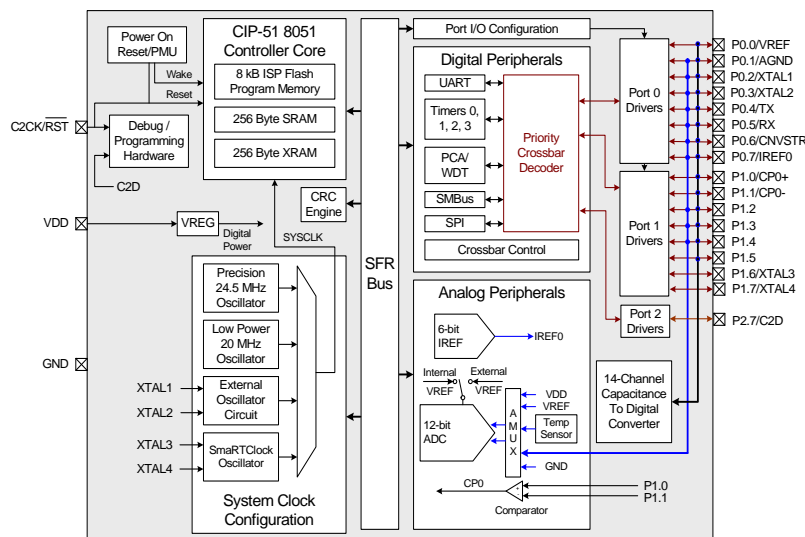 Power On
Reset/PMU
Wake
Reset
C2CK/RST
Debug /
Programming
Hardware
C2D
VDD
VREG
Digital
Power
GND
CIP-51 8051
Controller Core
8 kB ISP Flash
Program Memory
256 Byte SRAM
256 Byte XRAM
CRC
Engine
SYSCLK
Precision
24.5 MHz
Oscillator
Low Power
20 MHz
Oscillator
XTAL1
XTAL2
External
Oscillator
Circuit
XTAL3
XTAL4
SmaRTClock
Oscillator
System Clock
Configuration
SFR
Bus
Port I/O Configuration
Digital Peripherals
UART
Timers 0,
1, 2, 3
PCA/
WDT
SMBus
SPI
Priority
Crossbar
Decoder
Crossbar Control
Analog Peripherals
6-bit
IREF
IREF0
Internal
External
VREF
VREF
12-bit
ADC
A
M
U
X
VDD
VREF
Temp
Sensor
GND
CP0
+
-
Comparator
P1.0
P1.1
Port 0
Drivers
Port 1
Drivers
Port 2
Drivers
14-Channel
Capacitance
To Digital
Converter
P0.0/VREF
P0.1/AGND
P0.2/XTAL1
P0.3/XTAL2
P0.4/TX
P0.5/RX
P0.6/CNVSTR
P0.7/IREF0
P1.0/CP0+
P1.1/CP0-
P1.2
P1.3
P1.4
P1.5
P1.6/XTAL3
P1.7/XTAL4
P2.7/C2D